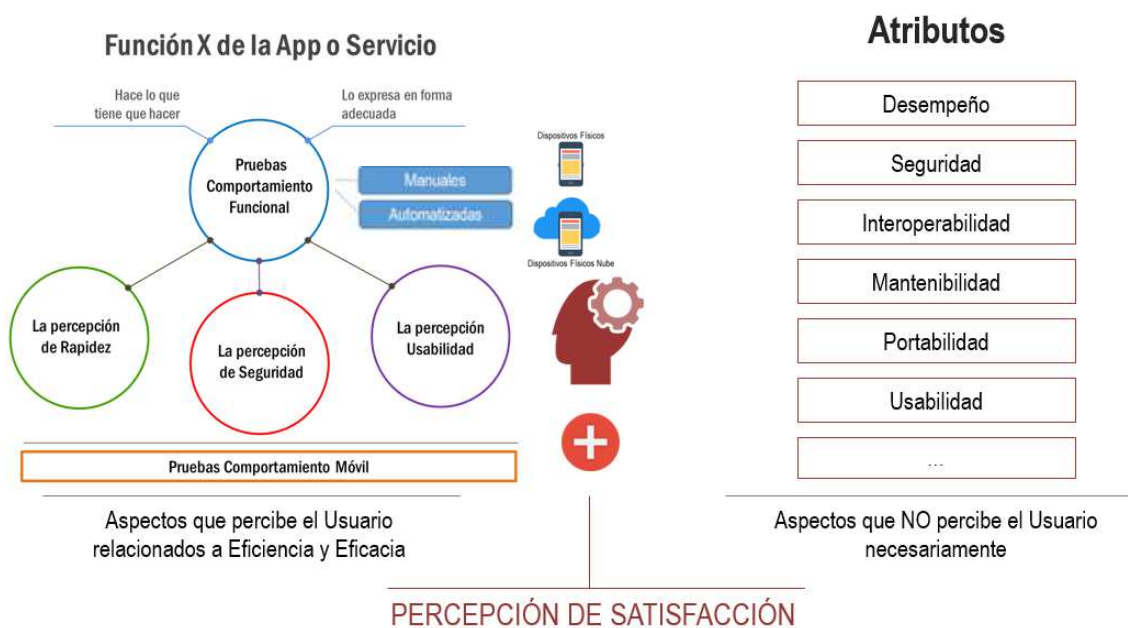 Función X de la App o Servicio
Hace lo que
tiene que hacer
Lo expresa en forma
adecuada
Pruebas
Comportamiento
Funcional
Manuales
Automatizadas
Dispositivos Físicos
Dispositivos Físicos Nube
La percepción
de Rapidez
La percepción
de Seguridad
La percepción
Usabilidad
Pruebas Comportamiento Móvil
Aspectos que percibe el Usuario
relacionados a Eficiencia y Eficacia
Atributos
Desempeño
Seguridad
Interoperabilidad
Mantenibilidad
Portabilidad
Usabilidad
...
Aspectos que NO percibe el Usuario
necesariamente
PERCEPCIÓN DE SATISFACCIÓN